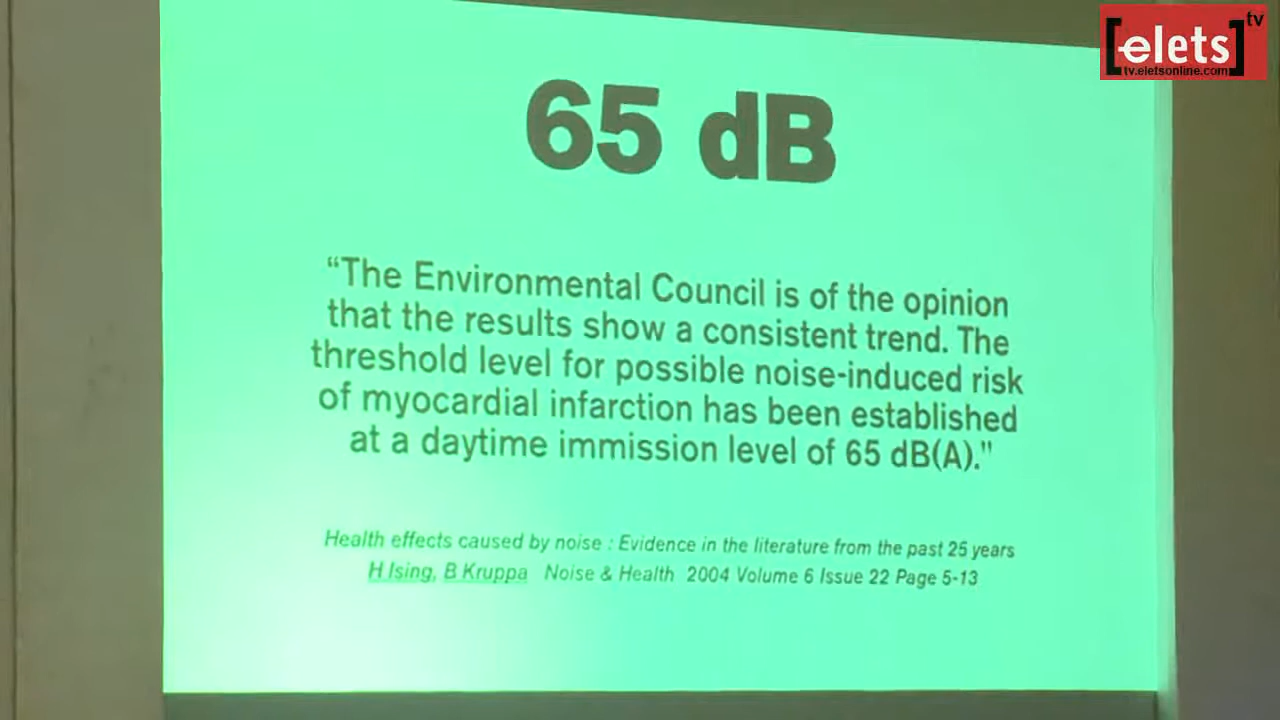 [elets] tv
tv.eletsonline.com
65 dB
“The Environmental Council is of the opinion
that the results show a consistent trend. The
threshold level for possible noise-induced risk
of myocardial infarction has been established
at a daytime immission level of 65 dB(A)."
Health effects caused by noise : Evidence in the literature from the past 25 years
H Ising, B Kruppa Noise & Health 2004 Volume 6 Issue 22 Page 5-13